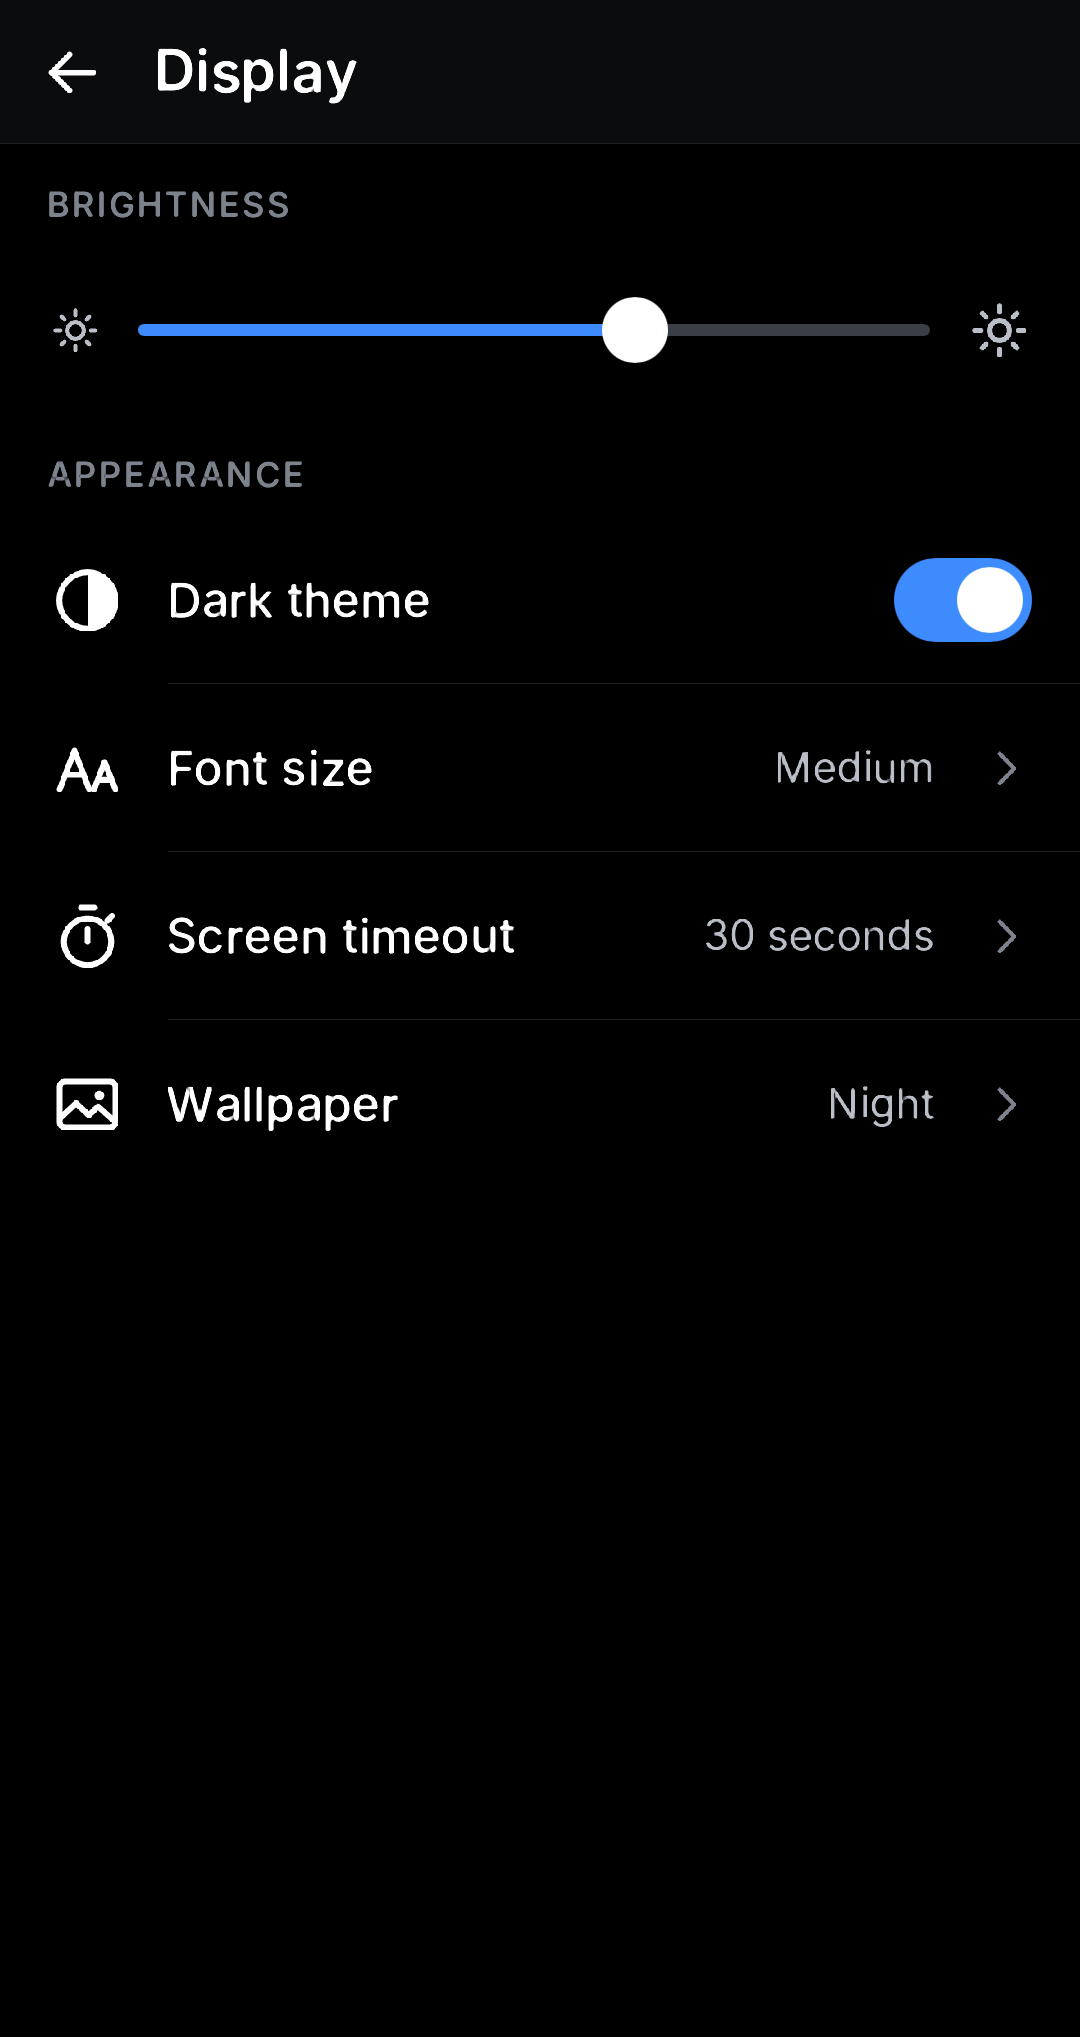 Display
BRIGHTNESS
APPEARANCE
Dark theme
Font size Medium
Screen timeout 30 seconds
Wallpaper Night